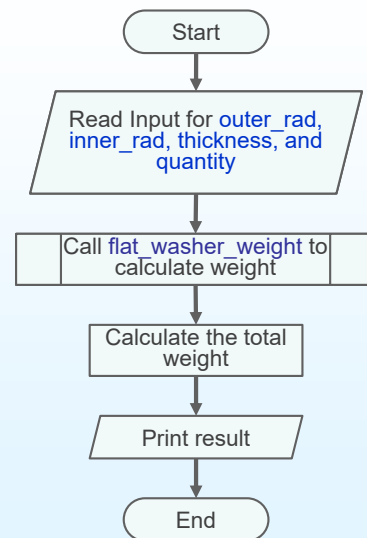 Start
Read Input for outer_rad,
inner_rad, thickness, and
quantity
Call flat_washer_weight to
calculate weight
Calculate the total
weight
Print result
End